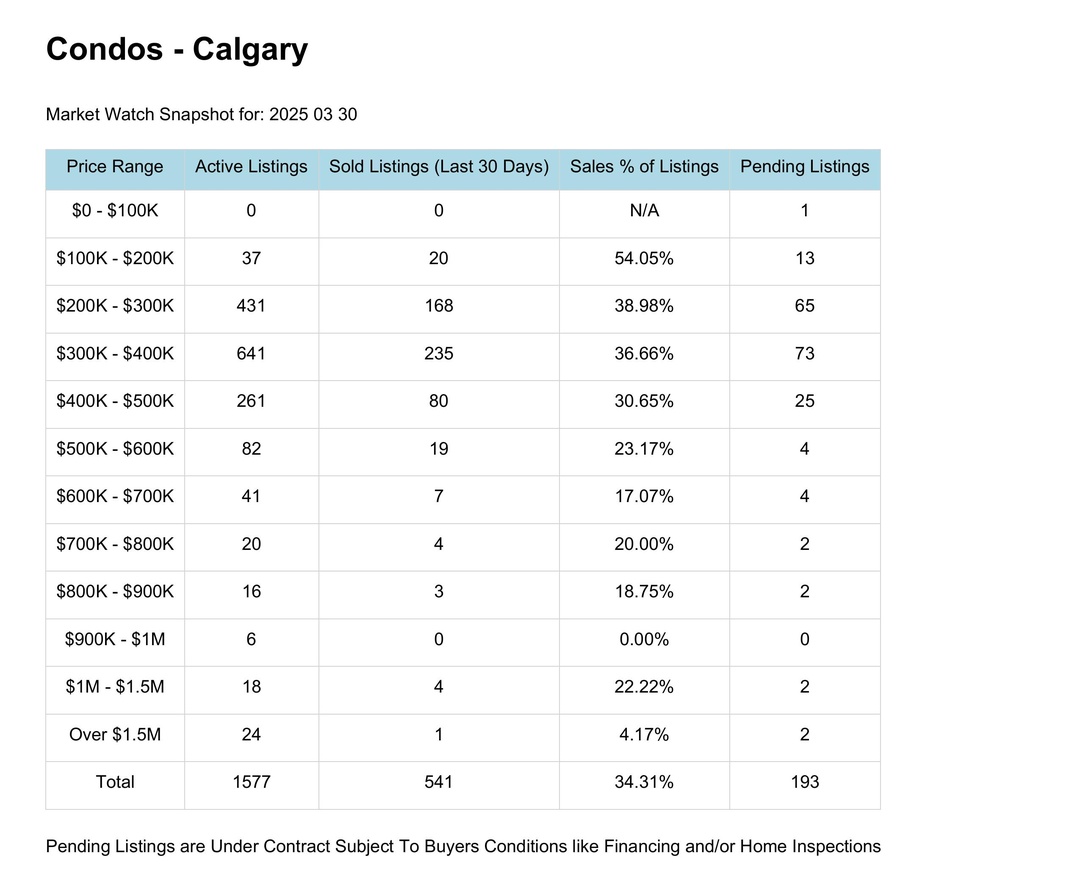 Condos - Calgary
Market Watch Snapshot for: 2025 03 30
Price Range Active Listings Sold Listings (Last 30 Days) Sales % of Listings Pending Listings
$0 - $100K 0 0 N/A 1
$100K - $200K 37 20 54.05% 13
$200K - $300K 431 168 38.98% 65
$300K - $400K 641 235 36.66% 73
$400K - $500K 261 80 30.65% 25
$500K - $600K 82 19 23.17% 4
$600K - $700K 41 7 17.07% 4
$700K - $800K 20 4 20.00% 2
$800K - $900K 16 3 18.75% 2
$900K - $1M 6 0 0.00% 0
$1M - $1.5M 18 4 22.22% 2
Over $1.5M 24 1 4.17% 2
Total 1577 541 34.31% 193
Pending Listings are Under Contract Subject To Buyers Conditions like Financing and/or Home Inspections